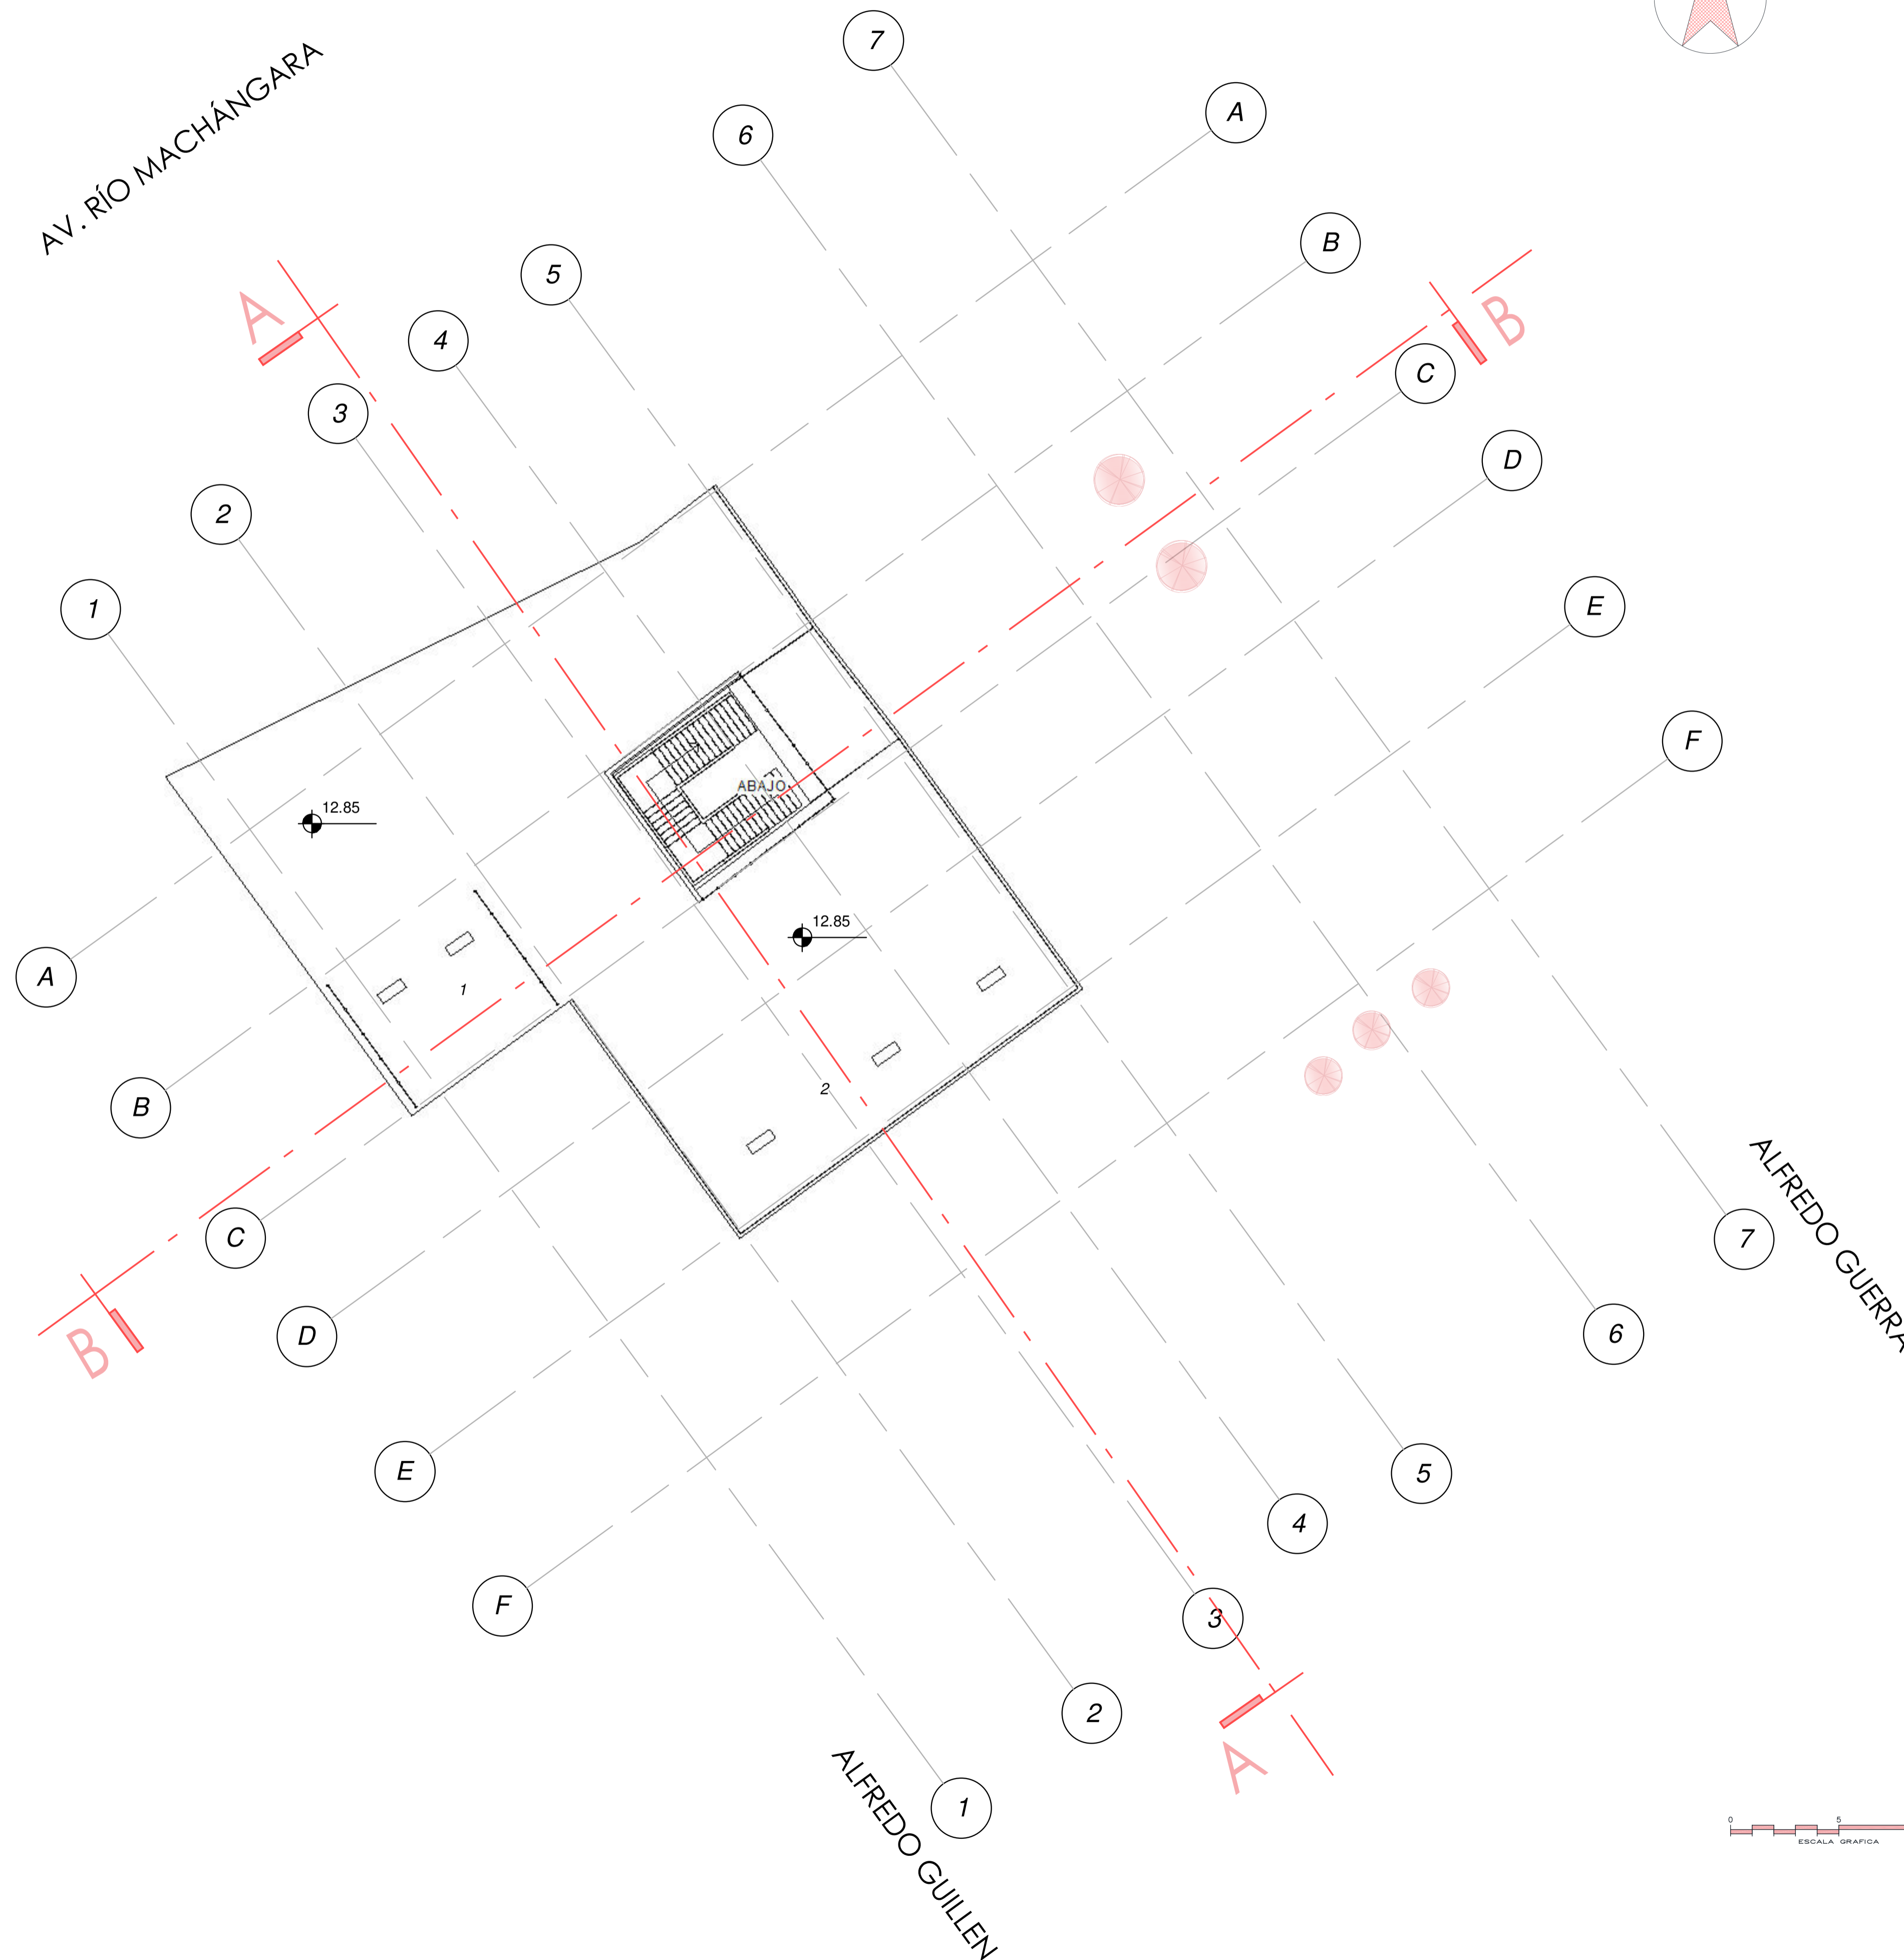 7
AV. RÍO MACHÁNGARA
A
6
B
5
A
B
4
C
3
D
2
E
1
F
ABAJO
12.85
12.85
A
1
2
B
ALFREDO GUERRA
C
7
D
B
6
E
5
4
F
3
2
A
ALFREDO GUILLEN
1
0 5
ESCALA GRAFICA